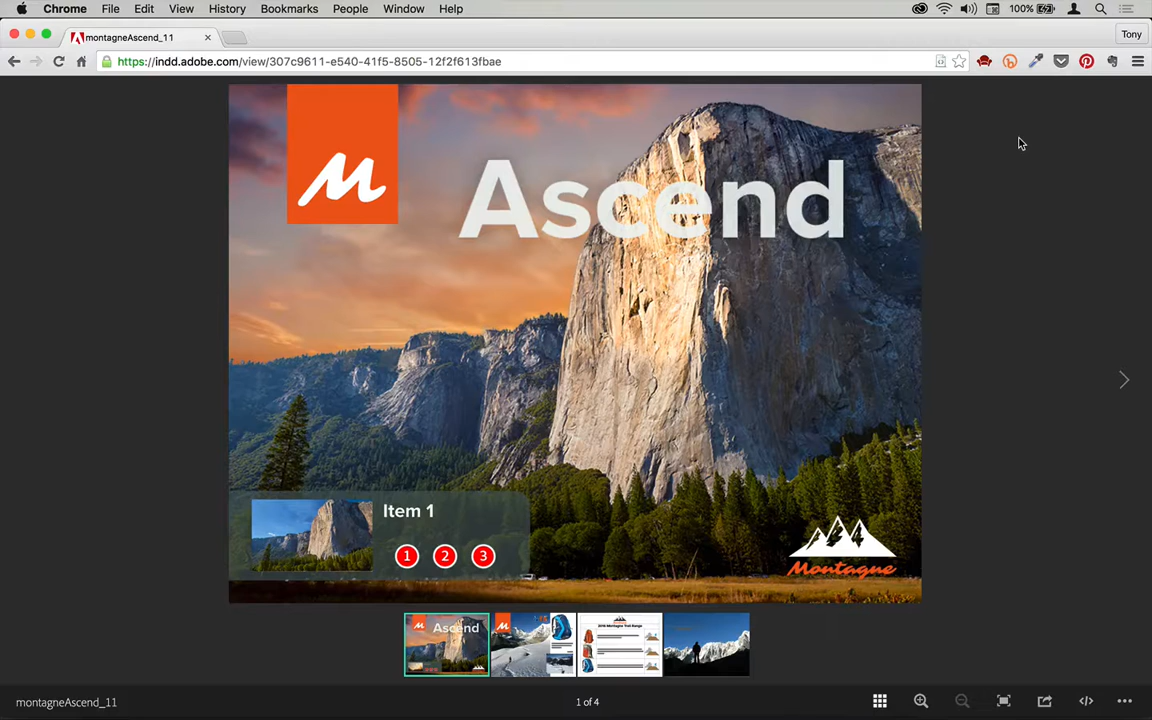 Chrome File Edit View History Bookmarks People Window Help 100%
montagneAscend_11 Tony
https://indd.adobe.com/view/307c9611-e540-41f5-8505-12f2f613fbae
M
Ascend
Item 1
1 2 3
Montagne
M Ascend M
montagneAscend_11 1 of 4